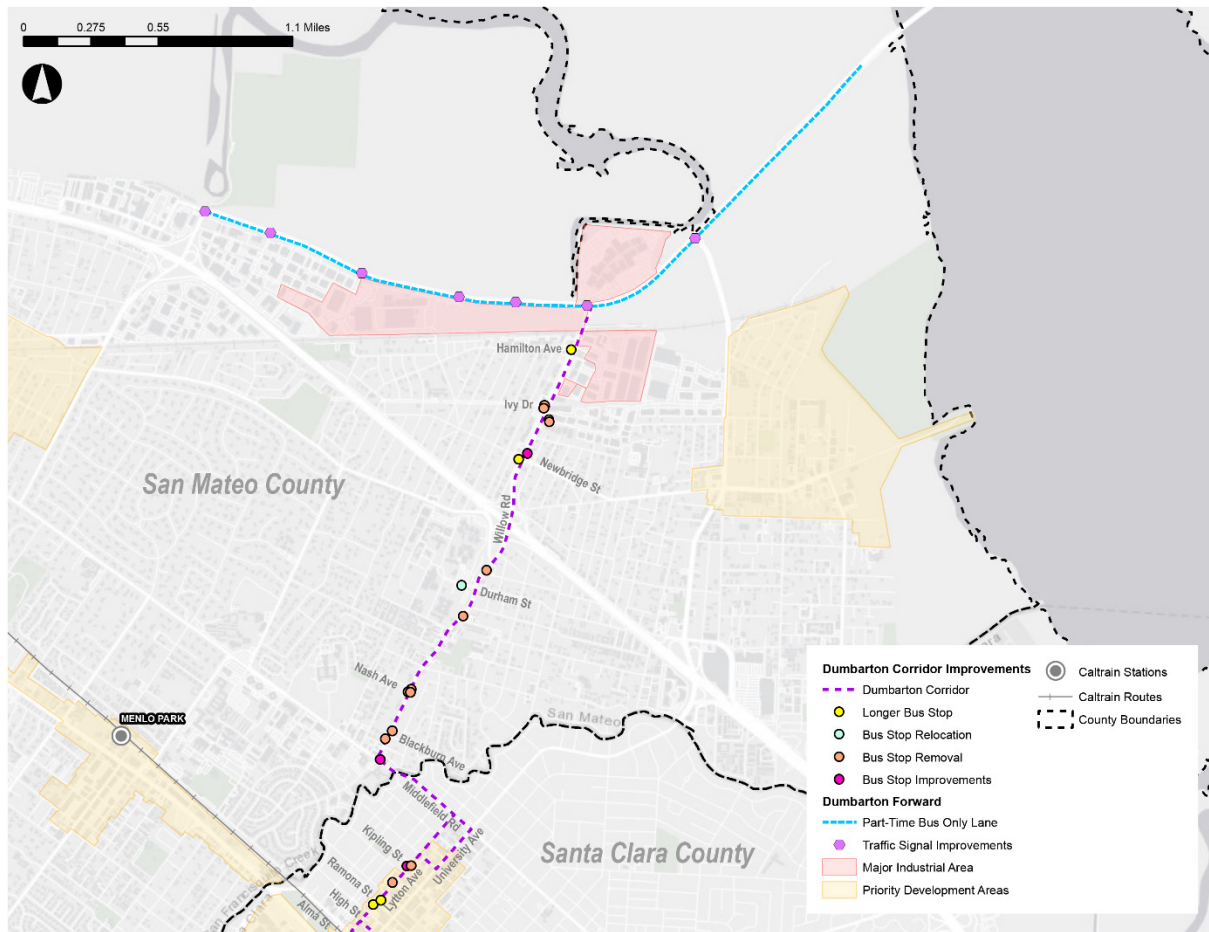 0 0.275 0.55 1.1 Miles
Hamilton Ave
Ivy Dr
Newbridge St
San Mateo County
Willow Rd
Durham St
Nash Ave
MENLO PARK
Blackburn Ave
San Mateo
Middlefield Rd
University Ave
Kipling St
Santa Clara County
Ramona St
Lytton Ave
High St
Alma St
Creek
Dumbarton Corridor Improvements
Dumbarton Corridor
Longer Bus Stop
Bus Stop Relocation
Bus Stop Removal
Bus Stop Improvements
Dumbarton Forward
Part-Time Bus Only Lane
Traffic Signal Improvements
Major Industrial Area
Priority Development Areas
Caltrain Stations
Caltrain Routes
County Boundaries